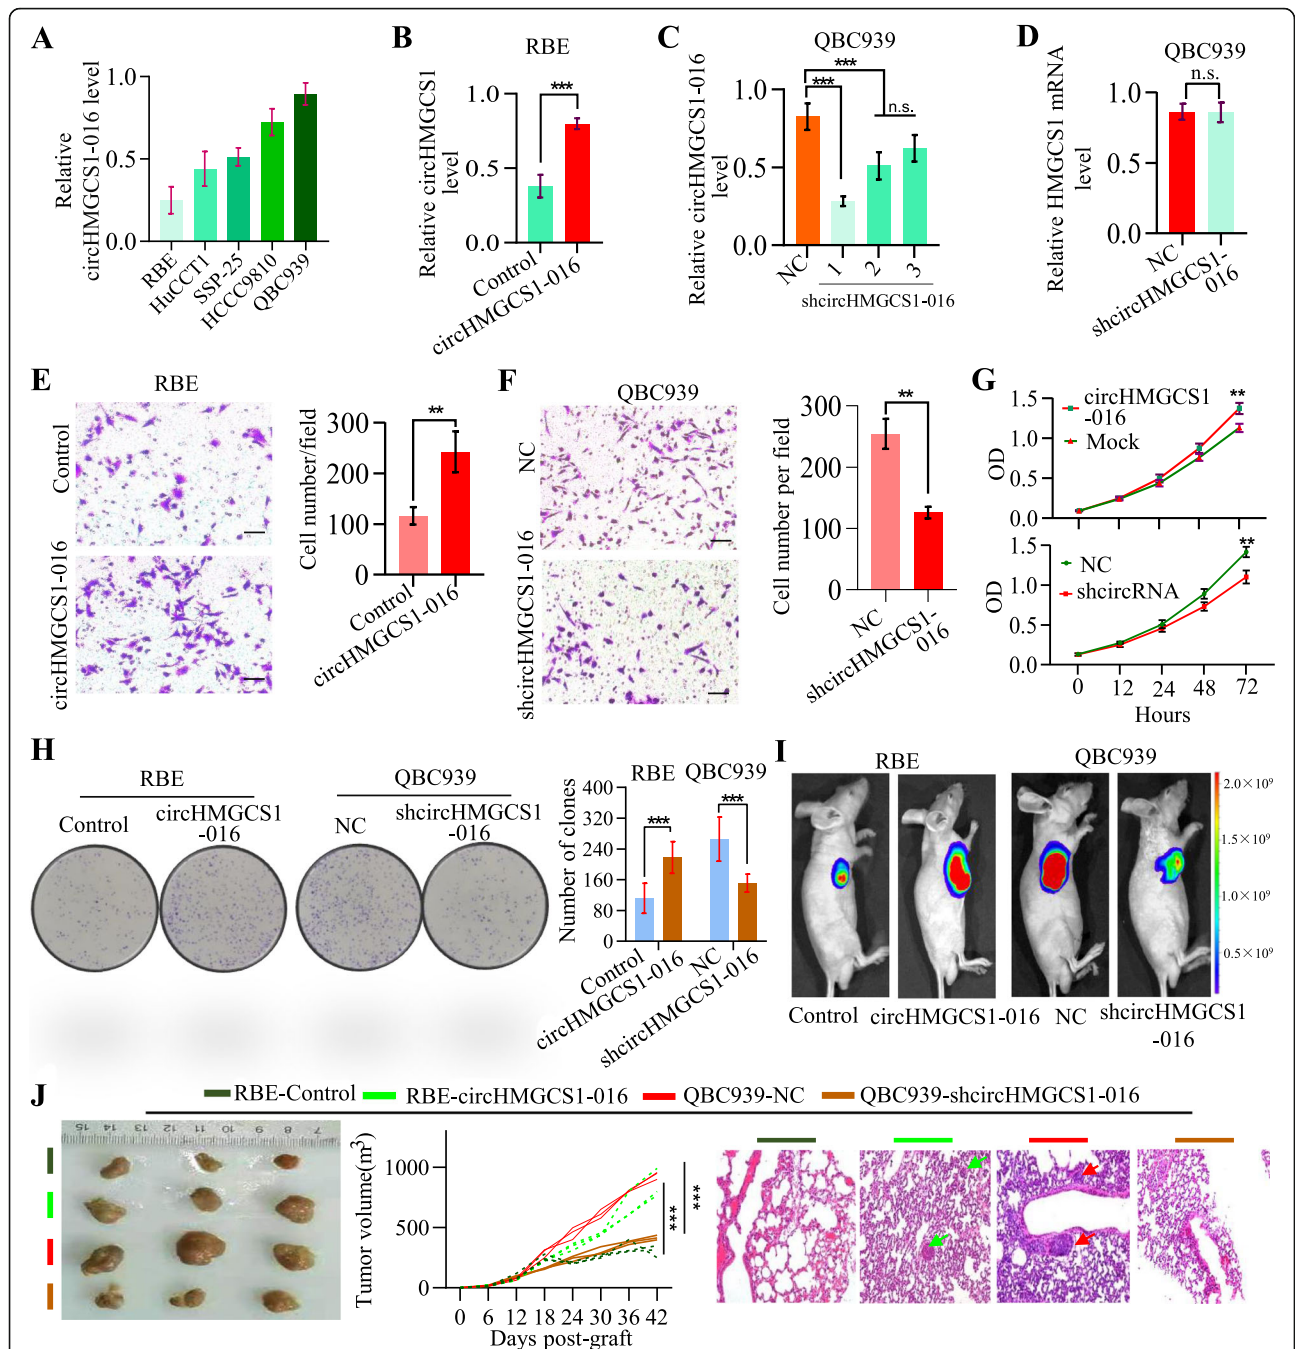 A
Relative
circHMGCS1-016 level
1.0
0.5
0.0
RBE
HuCCT1
SSP-25
HCCC9810
QBC939
B
RBE
Relative circHMGCS1
level
1.0
0.5
0.0
***
Control
circHMGCS1-016
C
QBC939
Relative circHMGCS1-016
level
1.0
0.5
0.0
***
***
n.s.
NC
1
2
3
shcircHMGCS1-016
D
QBC939
Relative HMGCS1 mRNA
level
1.0
0.5
0.0
n.s.
NC
shcircHMGCS1-
016
E
RBE
Control
circHMGCS1-016
Cell number/field
300
200
100
0
**
Control
circHMGCS1-016
F
QBC939
NC
shcircHMGCS1-016
Cell number per field
300
200
100
0
**
NC
shcircHMGCS1-
016
G
OD
1.5
1.0
0.5
0.0
circHMGCS1
-016
Mock
**
OD
1.5
1.0
0.5
0.0
NC
shcircRNA
**
0 12 24 48 72
Hours
H
RBE
QBC939
Control
circHMGCS1
-016
NC
shcircHMGCS1
-016
Number of clones
400
320
240
160
80
0
RBE QBC939
***
***
Control
circHMGCS1-016
NC
shcircHMGCS1-016
I
RBE
QBC939
2.0×10⁹
1.5×10⁹
1.0×10⁹
0.5×10⁹
Control
circHMGCS1-016
NC
shcircHMGCS1
-016
J
RBE-Control
RBE-circHMGCS1-016
QBC939-NC
QBC939-shcircHMGCS1-016
15 14 13 12 11 10 9 8 7
Tumor volume(m³)
1000
500
0
***
***
0 6 12 18 24 30 36 42
Days post-graft